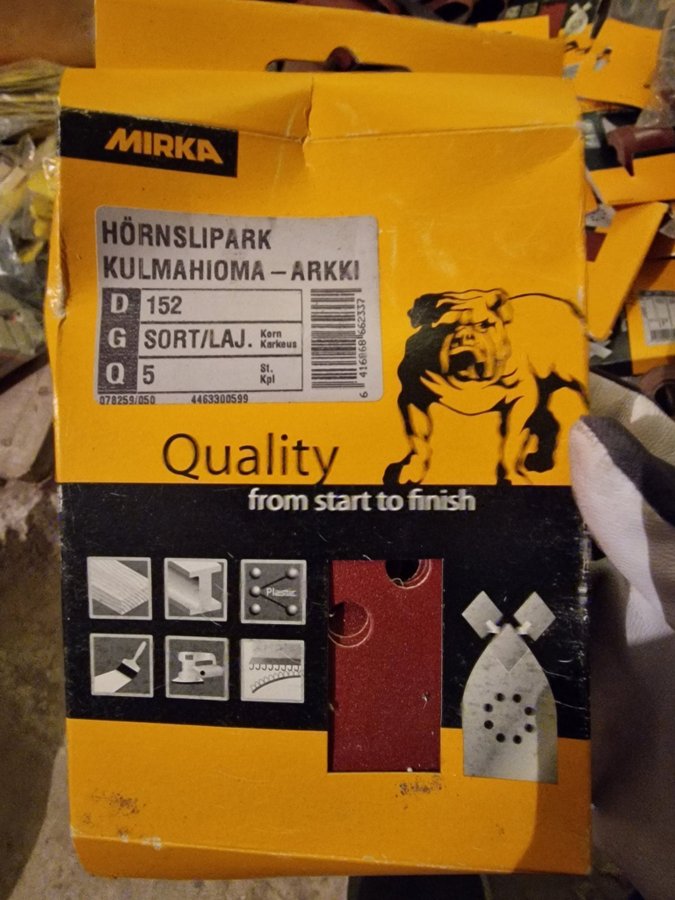 MIRKA
HÖRNSLIPARK
KULMAHIOMA-ARKKI
D 152
G SORT/LAJ. Korn Karkeus
Q 5 St. Kpl
078259/050 4463300599
6 416868 662337
Quality
from start to finish
Plastic